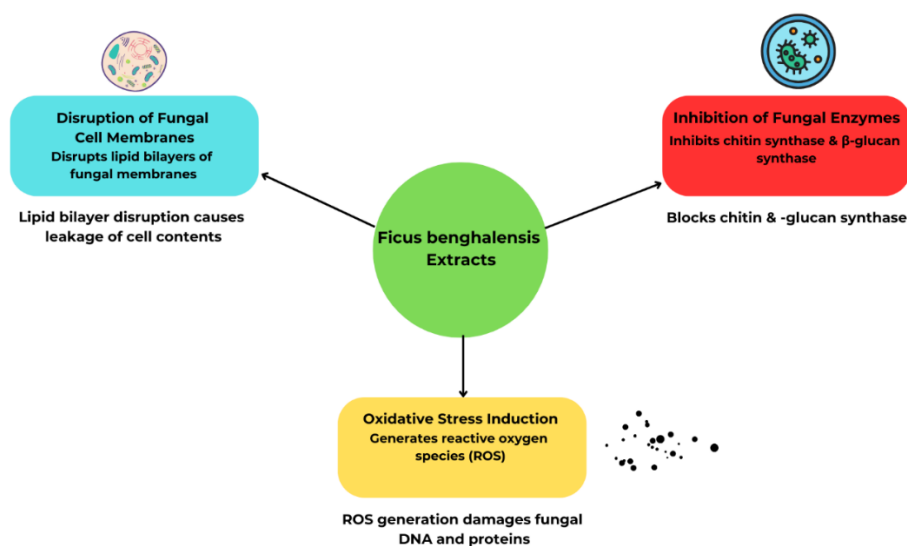 Disruption of Fungal
Cell Membranes
Disrupts lipid bilayers of
fungal membranes
Lipid bilayer disruption causes
leakage of cell contents
Inhibition of Fungal Enzymes
Inhibits chitin synthase & β-glucan
synthase
Blocks chitin & -glucan synthase
Ficus benghalensis
Extracts
Oxidative Stress Induction
Generates reactive oxygen
species (ROS)
ROS generation damages fungal
DNA and proteins